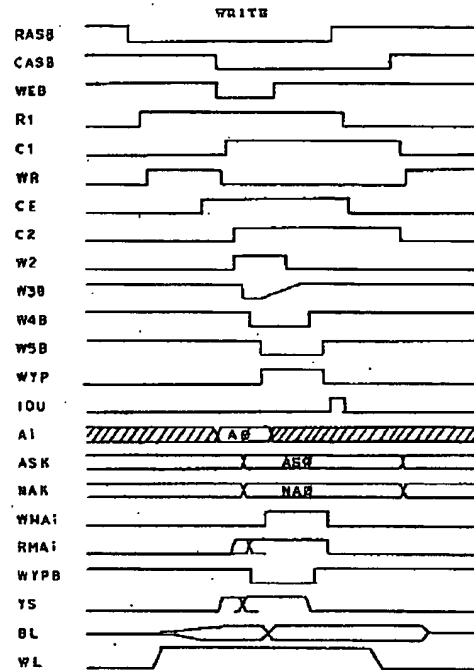 WRITE
RASB
CASB
WEB
R1
C1
WR
CE
C2
W2
W3B
W4B
W5B
WYP
IOU
Ai AØ
ASK ASØ
NAK NAØ
WMAi
RMAi
WYPB
YS
BL
WL